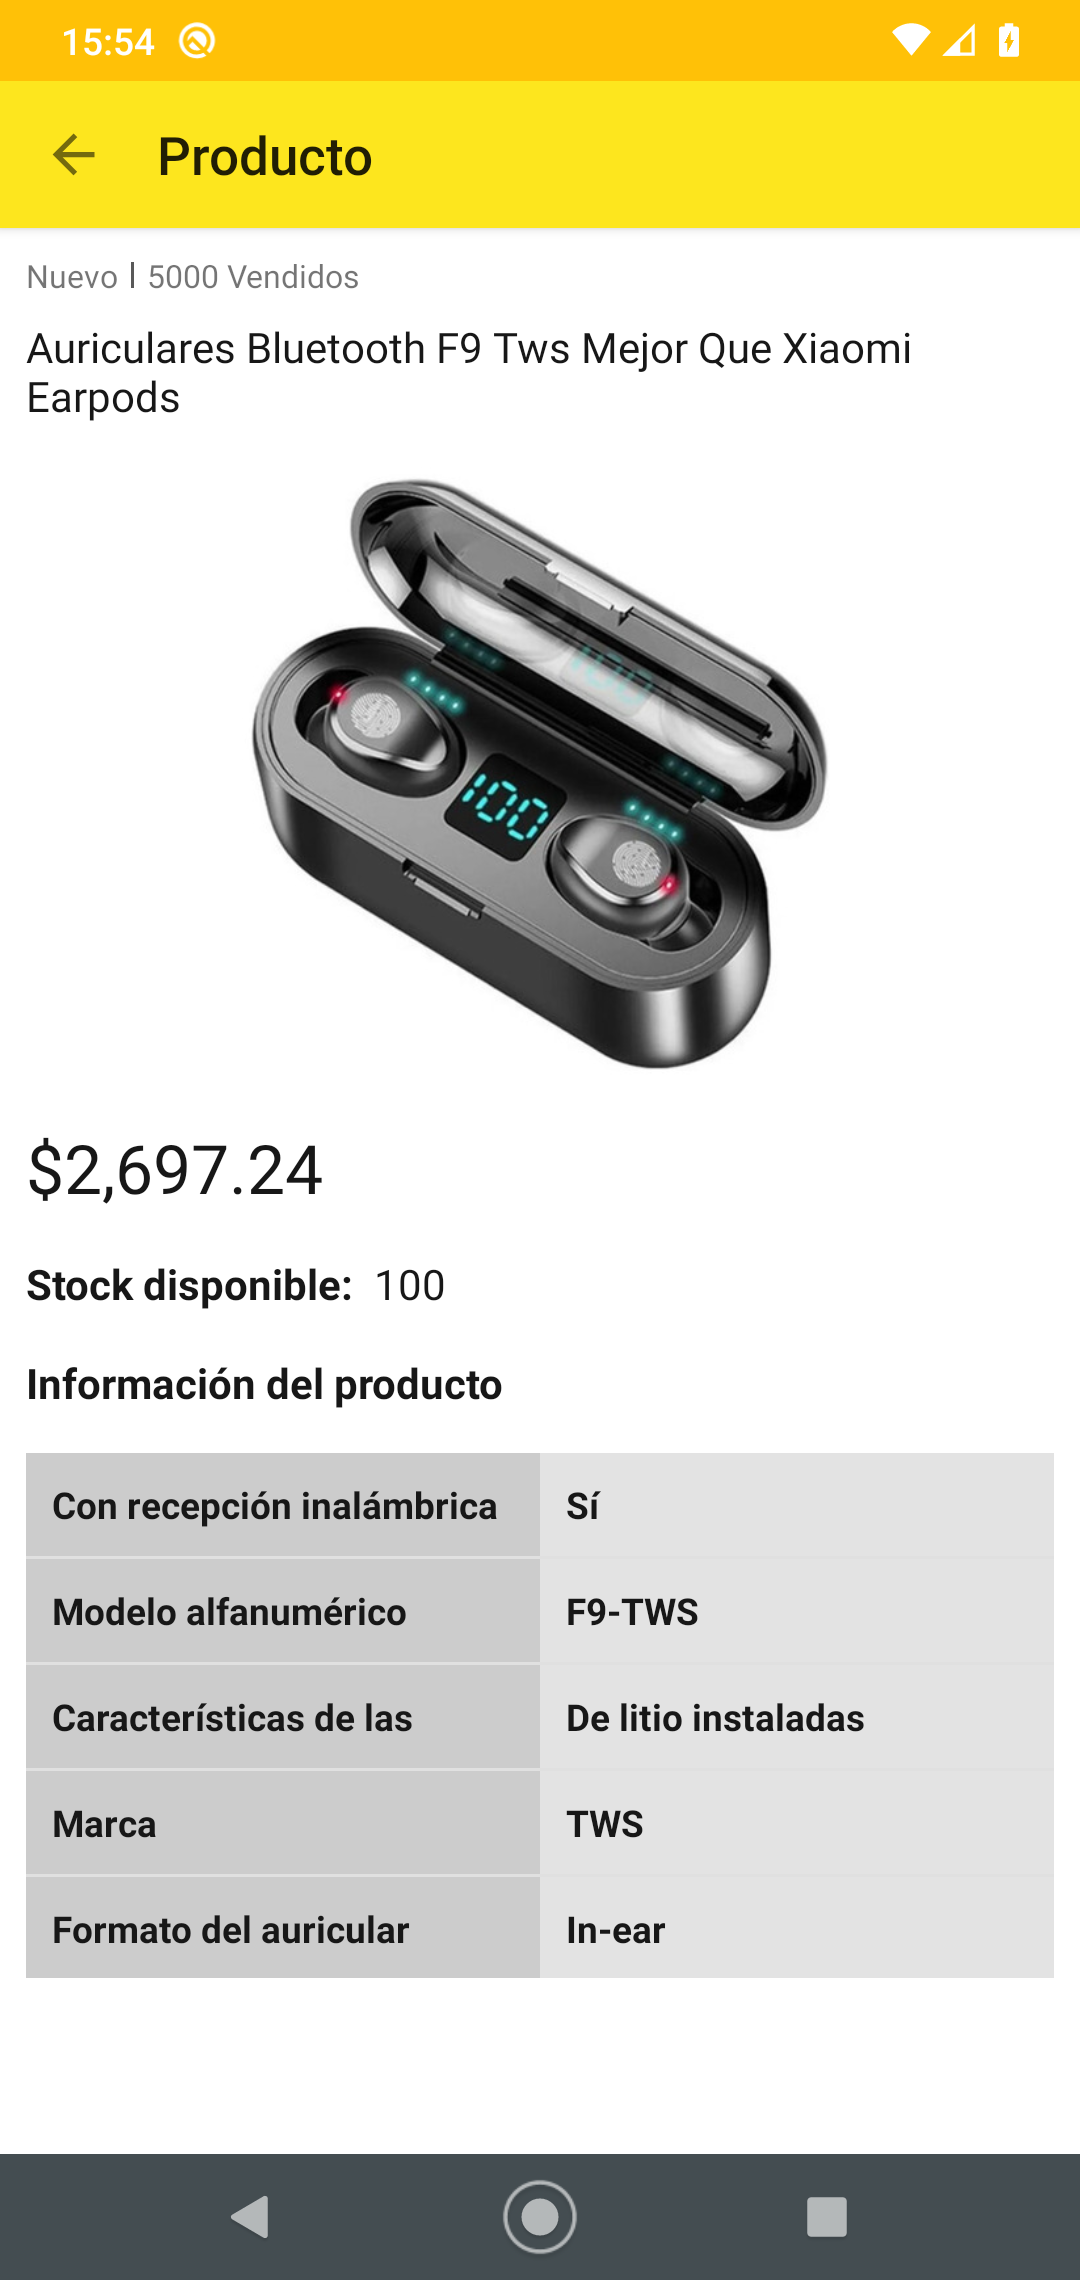 15:54
Producto
Nuevo | 5000 Vendidos
Auriculares Bluetooth F9 Tws Mejor Que Xiaomi
Earpods
100
100
$2,697.24
Stock disponible: 100
Información del producto
Con recepción inalámbrica Sí
Modelo alfanumérico F9-TWS
Características de las De litio instaladas
Marca TWS
Formato del auricular In-ear